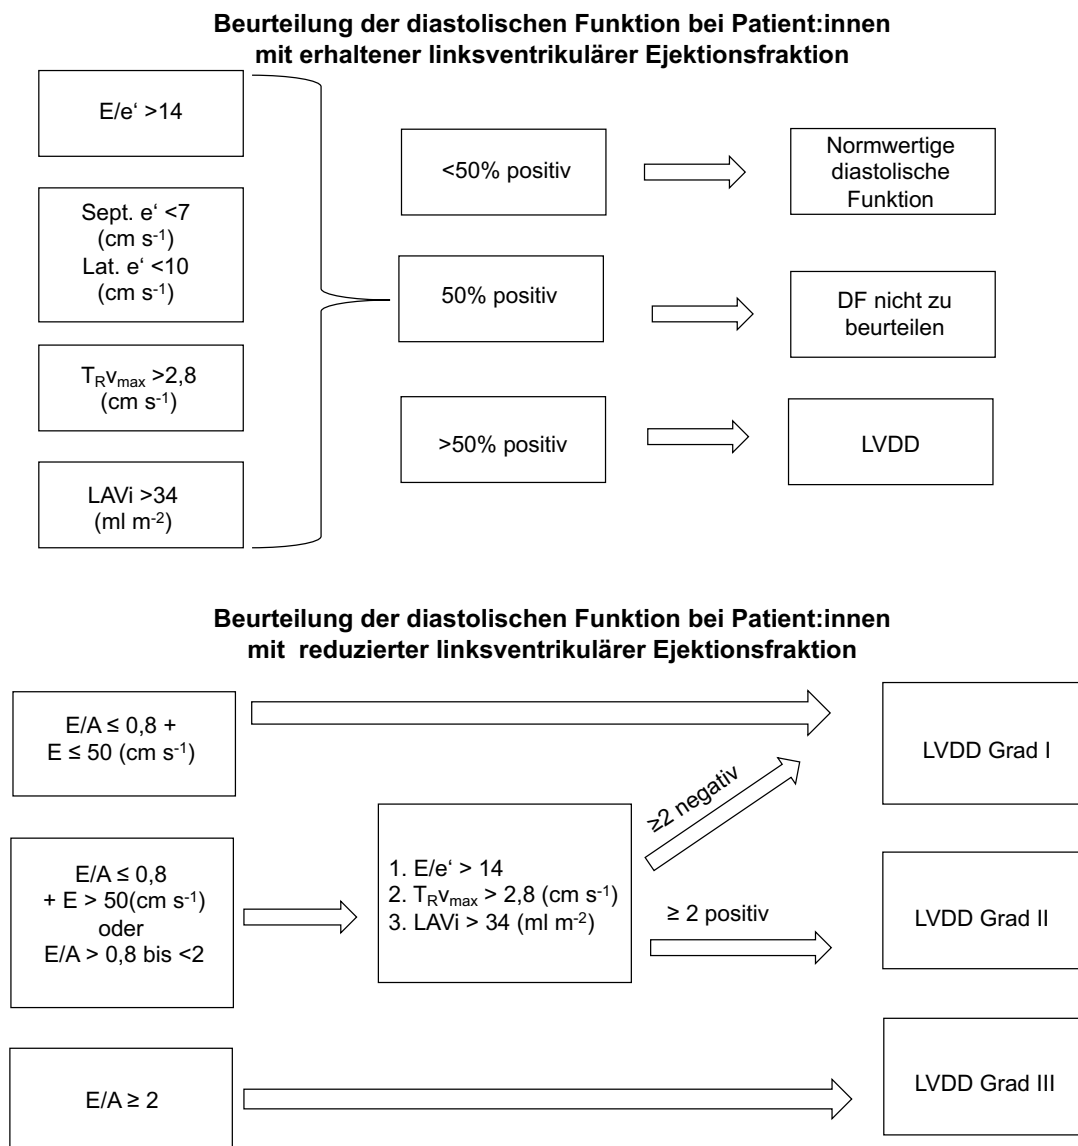 Beurteilung der diastolischen Funktion bei Patient:innen
mit erhaltener linksventrikulärer Ejektionsfraktion
E/e‘ >14
Sept. e‘ <7
(cm s⁻¹)
Lat. e‘ <10
(cm s⁻¹)
TRvmax >2,8
(cm s⁻¹)
LAVi >34
(ml m⁻²)
<50% positiv
50% positiv
>50% positiv
Normwertige
diastolische
Funktion
DF nicht zu
beurteilen
LVDD
Beurteilung der diastolischen Funktion bei Patient:innen
mit reduzierter linksventrikulärer Ejektionsfraktion
E/A ≤ 0,8 +
E ≤ 50 (cm s⁻¹)
E/A ≤ 0,8
+ E > 50(cm s⁻¹)
oder
E/A > 0,8 bis <2
E/A ≥ 2
1. E/e‘ > 14
2. TRvmax > 2,8 (cm s⁻¹)
3. LAVi > 34 (ml m⁻²)
≥2 negativ
≥ 2 positiv
LVDD Grad I
LVDD Grad II
LVDD Grad III